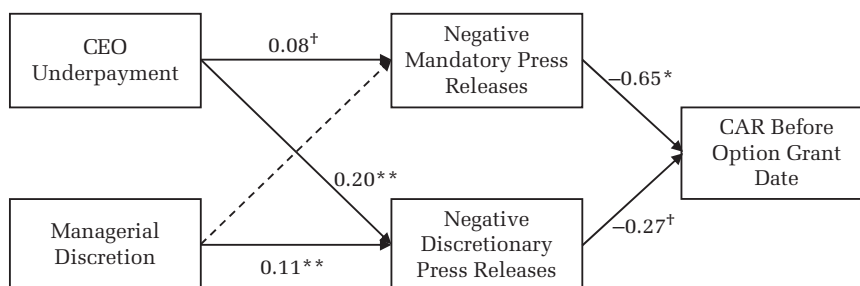 CEO
Underpayment
0.08†
Negative
Mandatory Press
Releases
–0.65*
CAR Before
Option Grant
Date
0.20**
Managerial
Discretion
0.11**
Negative
Discretionary
Press Releases
–0.27†